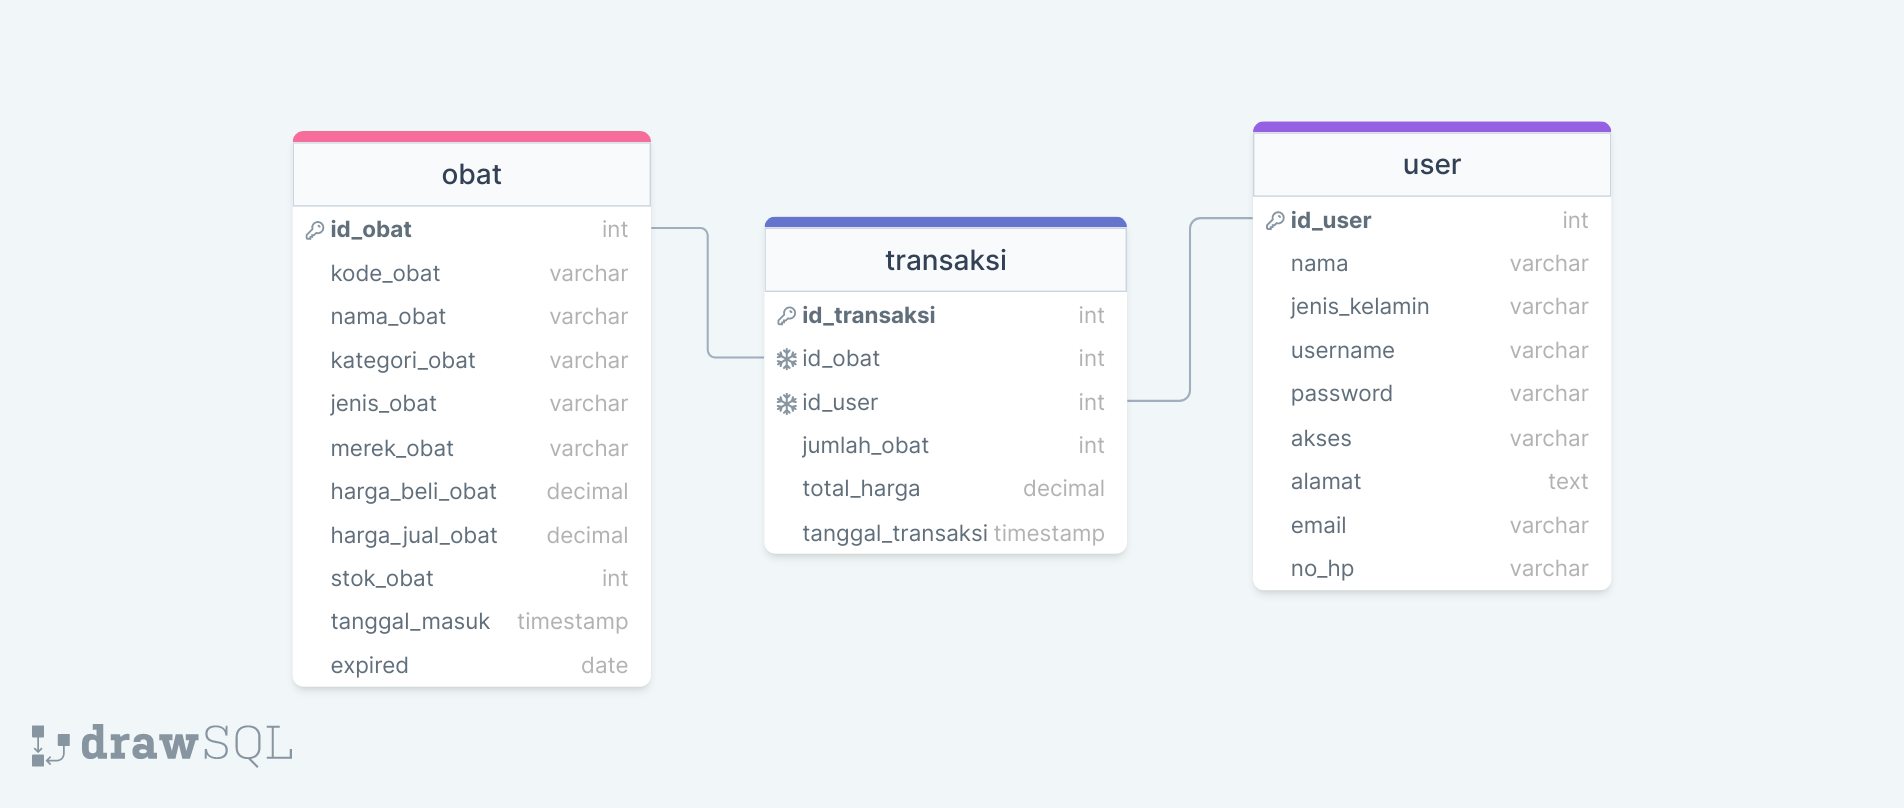 obat
id_obat int
kode_obat varchar
nama_obat varchar
kategori_obat varchar
jenis_obat varchar
merek_obat varchar
harga_beli_obat decimal
harga_jual_obat decimal
stok_obat int
tanggal_masuk timestamp
expired date
transaksi
id_transaksi int
id_obat int
id_user int
jumlah_obat int
total_harga decimal
tanggal_transaksi timestamp
user
id_user int
nama varchar
jenis_kelamin varchar
username varchar
password varchar
akses varchar
alamat text
email varchar
no_hp varchar
drawSQL